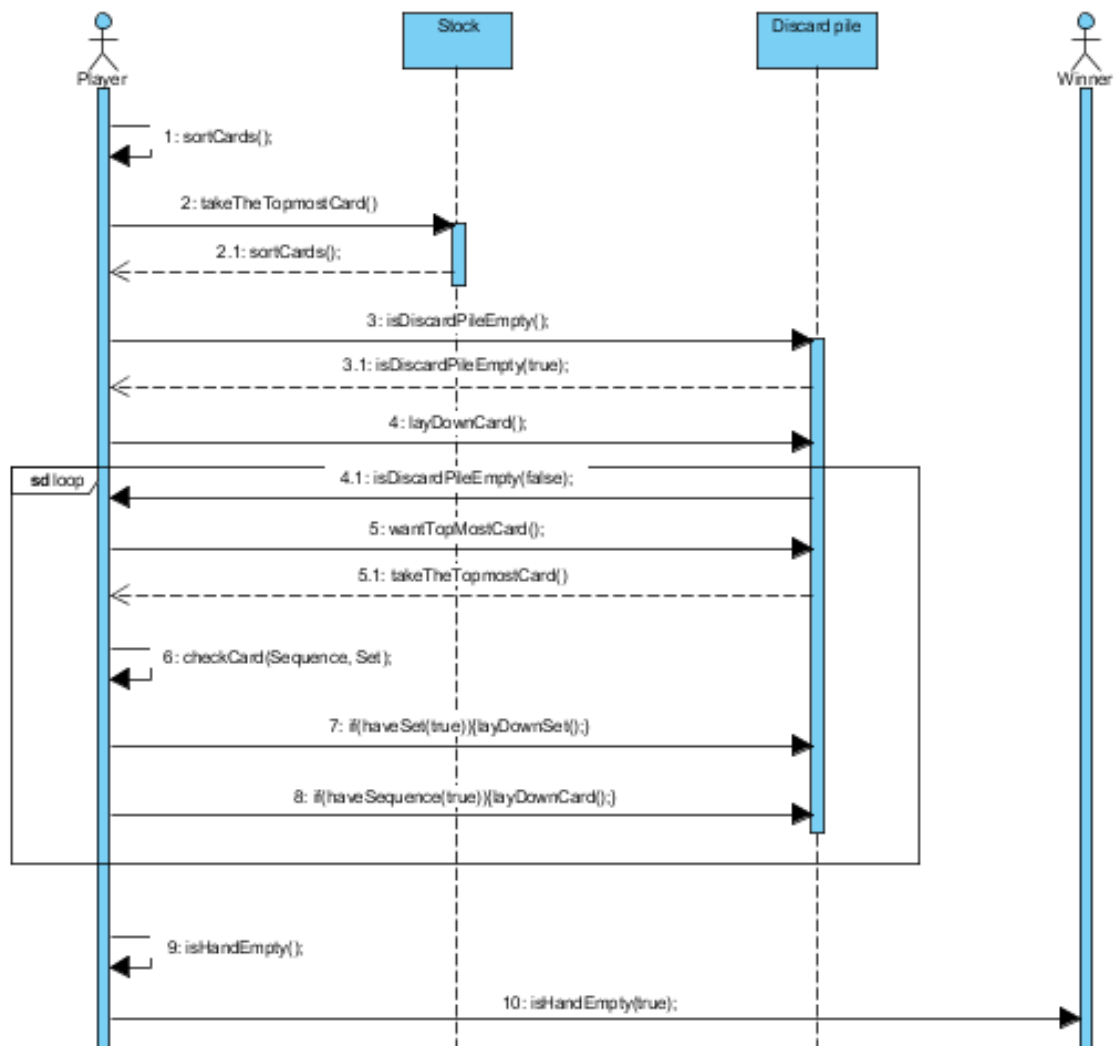 Stock
Discard pile
Player
Winner
1: sortCards();
2: takeTheTopmostCard()
2.1: sortCards();
3: isDiscardPileEmpty();
3.1: isDiscardPileEmpty(true);
4: layDownCard();
sd loop
4.1: isDiscardPileEmpty(false);
5: wantTopMostCard();
5.1: takeTheTopmostCard()
6: checkCard(Sequence, Set);
7: if(haveSet(true)){layDownSet();}
8: if(haveSequence(true)){layDownCard();}
9: isHandEmpty();
10: isHandEmpty(true);